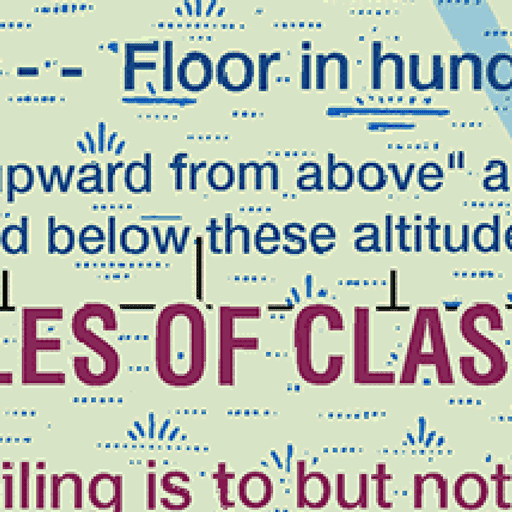 - - Floor in hund
upward from above" a
d below these altitude
LES OF CLAS
iling is to but not